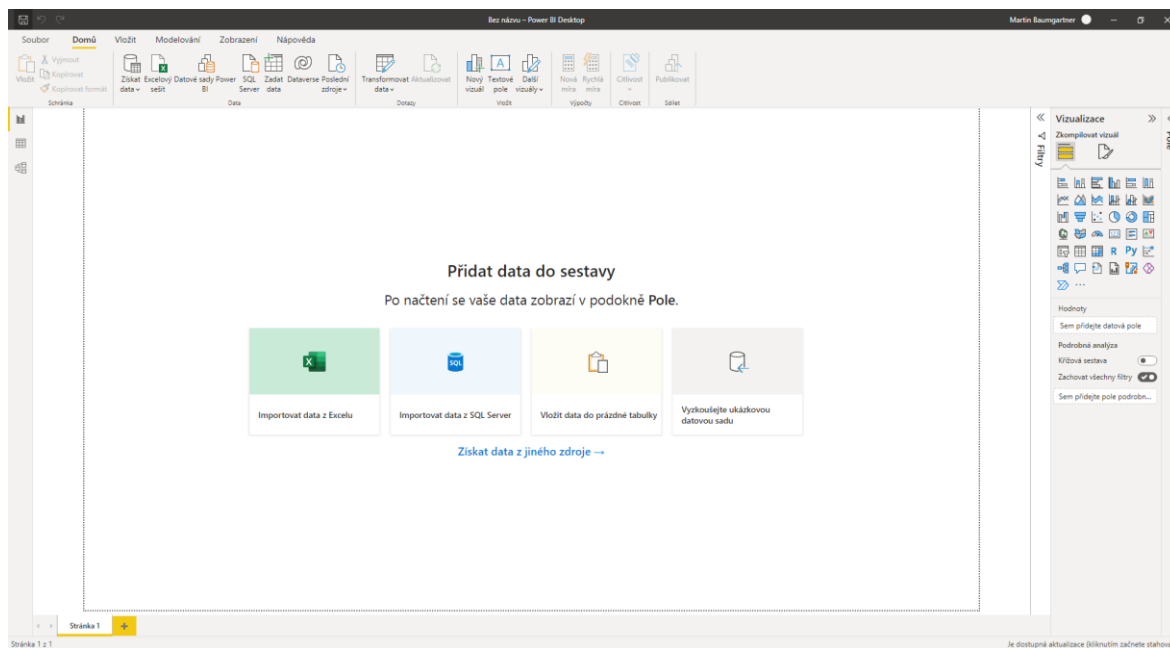 Bez názvu – Power BI Desktop
Martin Baumgartner
Soubor Domů Vložit Modelování Zobrazení Nápověda
Vložit
Vyjmout
Kopírovat
Kopírovat formát
Schránka
Získat data
Excelový sešit
Datové sady Power BI
SQL Server
Zadat data
Dataverse
Poslední zdroje
Data
Transformovat data
Aktualizovat
Dotazy
Nový vizuál
Textové pole
Další vizuály
Vložit
Nová míra
Rychlá míra
Výpočty
Citlivost
Citlivost
Publikovat
Sdílet
Filtry
Vizualizace
Zkompilovat vizuál
Pole
R Py
Hodnoty
Sem přidejte datová pole
Podrobná analýza
Křížová sestava
Zachovat všechny filtry
Sem přidejte pole podrobn...
Přidat data do sestavy
Po načtení se vaše data zobrazí v podokně Pole.
SQL
Importovat data z Excelu
Importovat data z SQL Server
Vložit data do prázdné tabulky
Vyzkoušejte ukázkovou
datovou sadu
Získat data z jiného zdroje →
Stránka 1
Stránka 1 z 1
Je dostupná aktualizace (kliknutím začnete stahova